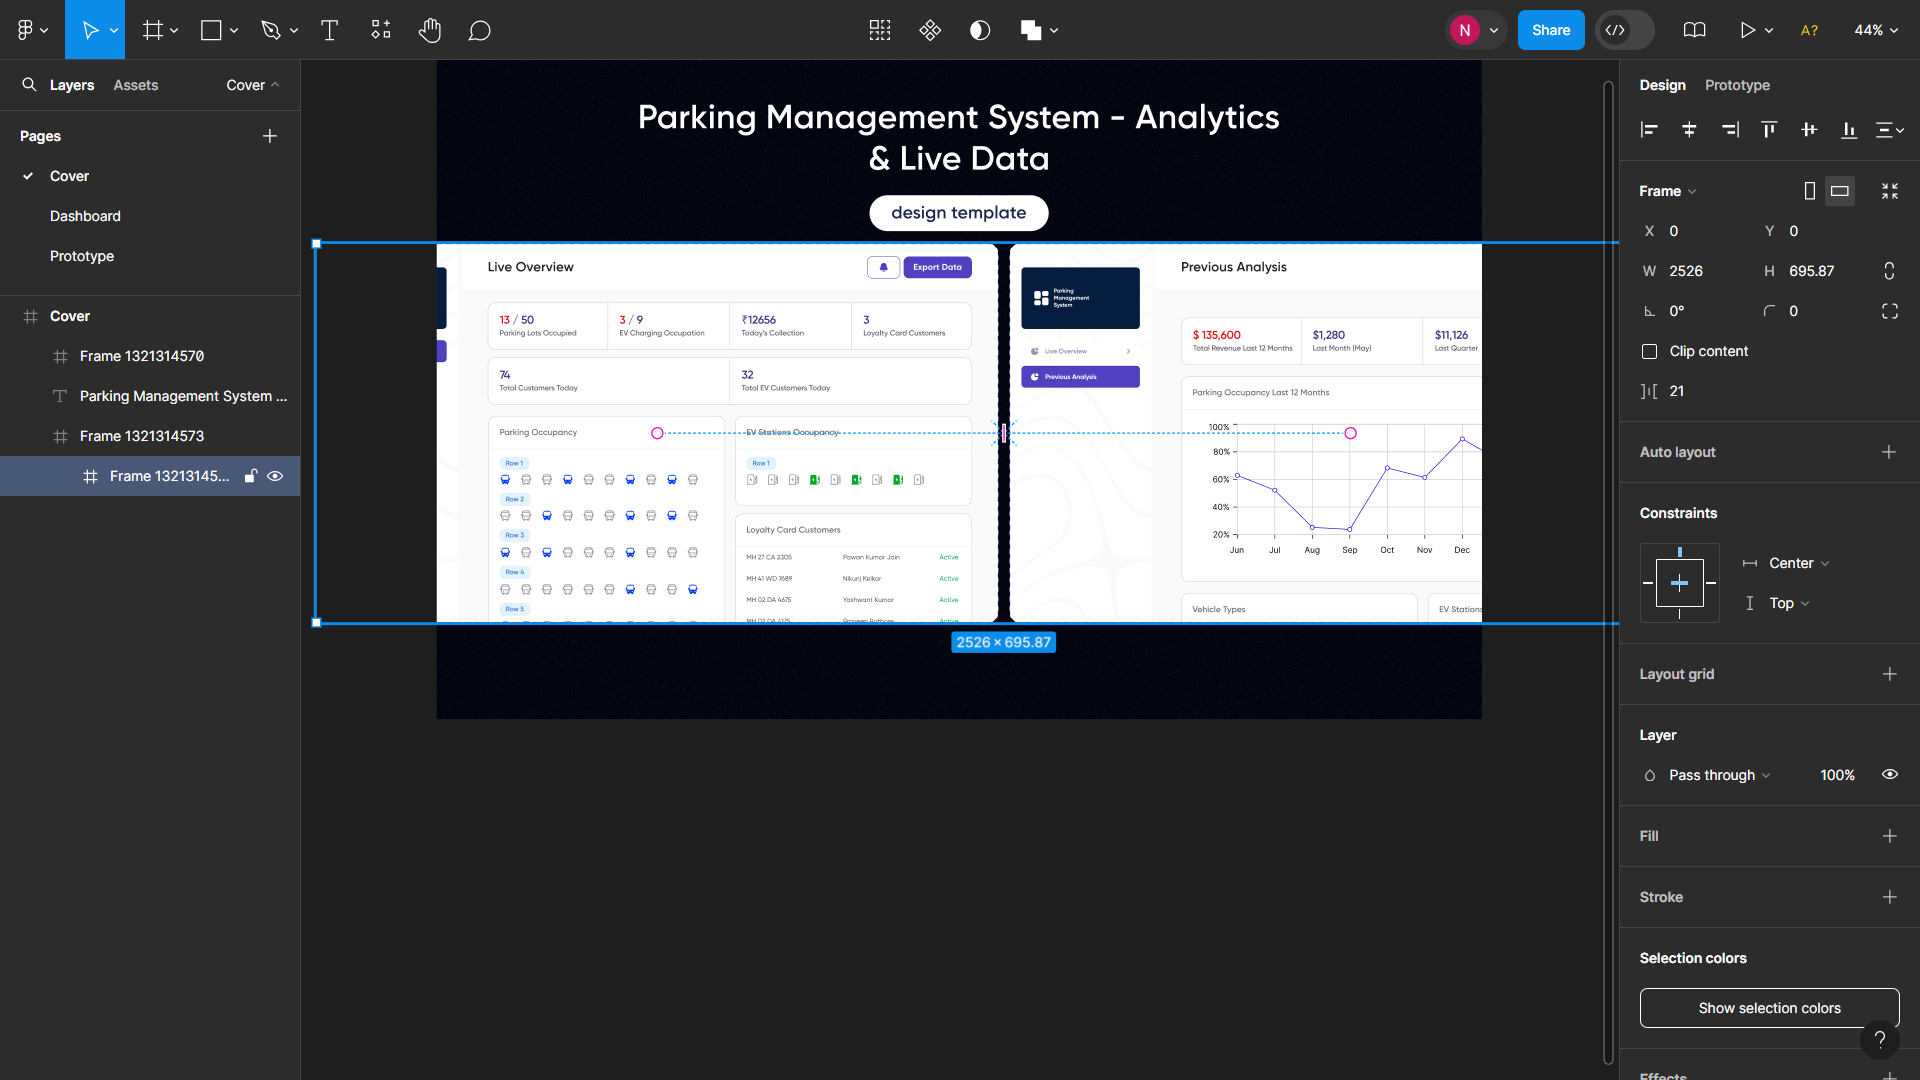 N
Share
A?
44%
Layers
Assets
Cover
Pages
Cover
Dashboard
Prototype
Cover
Frame 1321314570
Parking Management System ...
Frame 1321314573
Frame 13213145...
Parking Management System - Analytics
& Live Data
design template
Live Overview
Export Data
13 / 50
Parking Lots Occupied
3 / 9
EV Charging Occupation
₹12656
Today's Collection
3
Loyalty Card Customers
74
Total Customers Today
32
Total EV Customers Today
Parking Occupancy
Row 1
Row 2
Row 3
Row 4
Row 5
EV Stations Occupancy
Row 1
Loyalty Card Customers
MH 27 CA 2305 Pawan Kumar Jain Active
MH 41 WD 7689 Nikunj Kelkar Active
MH 02 DA 4675 Yashwant Kumar Active
Parking
Management
System
Live Overview
Previous Analysis
Previous Analysis
$ 135,600
Total Revenue Last 12 Months
$1,280
Last Month (May)
$11,126
Last Quarter
Parking Occupancy Last 12 Months
100%
80%
60%
40%
20%
Jun Jul Aug Sep Oct Nov Dec
Vehicle Types
EV Stations
2526 × 695.87
Design
Prototype
Frame
X 0
Y 0
W 2526
H 695.87
0°
0
Clip content
21
Auto layout
Constraints
Center
Top
Layout grid
Layer
Pass through
100%
Fill
Stroke
Selection colors
Show selection colors
?
Effects